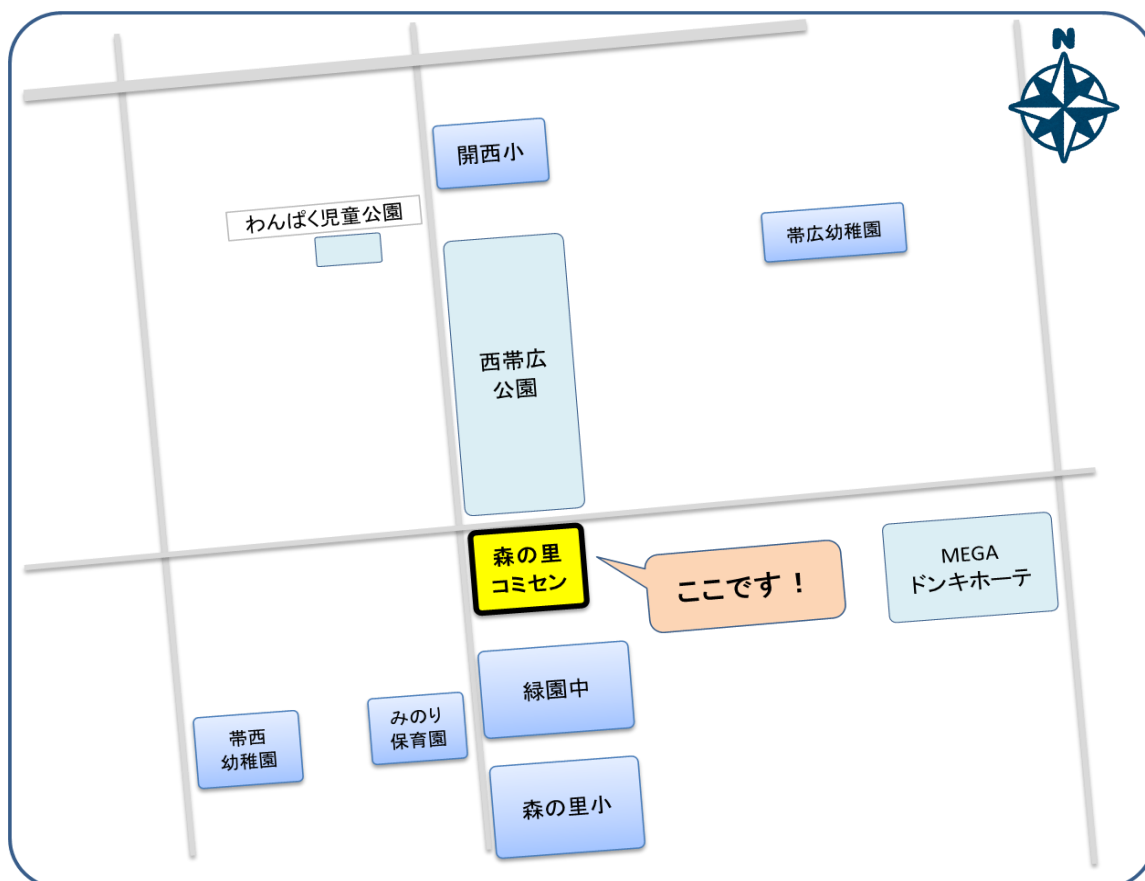 N
開西小
わんぱく児童公園
帯広幼稚園
西帯広
公園
森の里
コミセン
ここです！
MEGA
ドンキホーテ
緑園中
みのり
保育園
帯西
幼稚園
森の里小